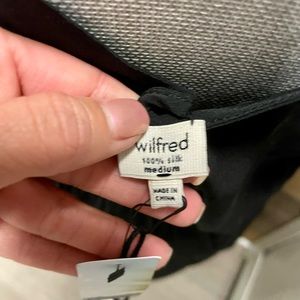 wilfred
100% silk
medium
MADE IN
CHINA